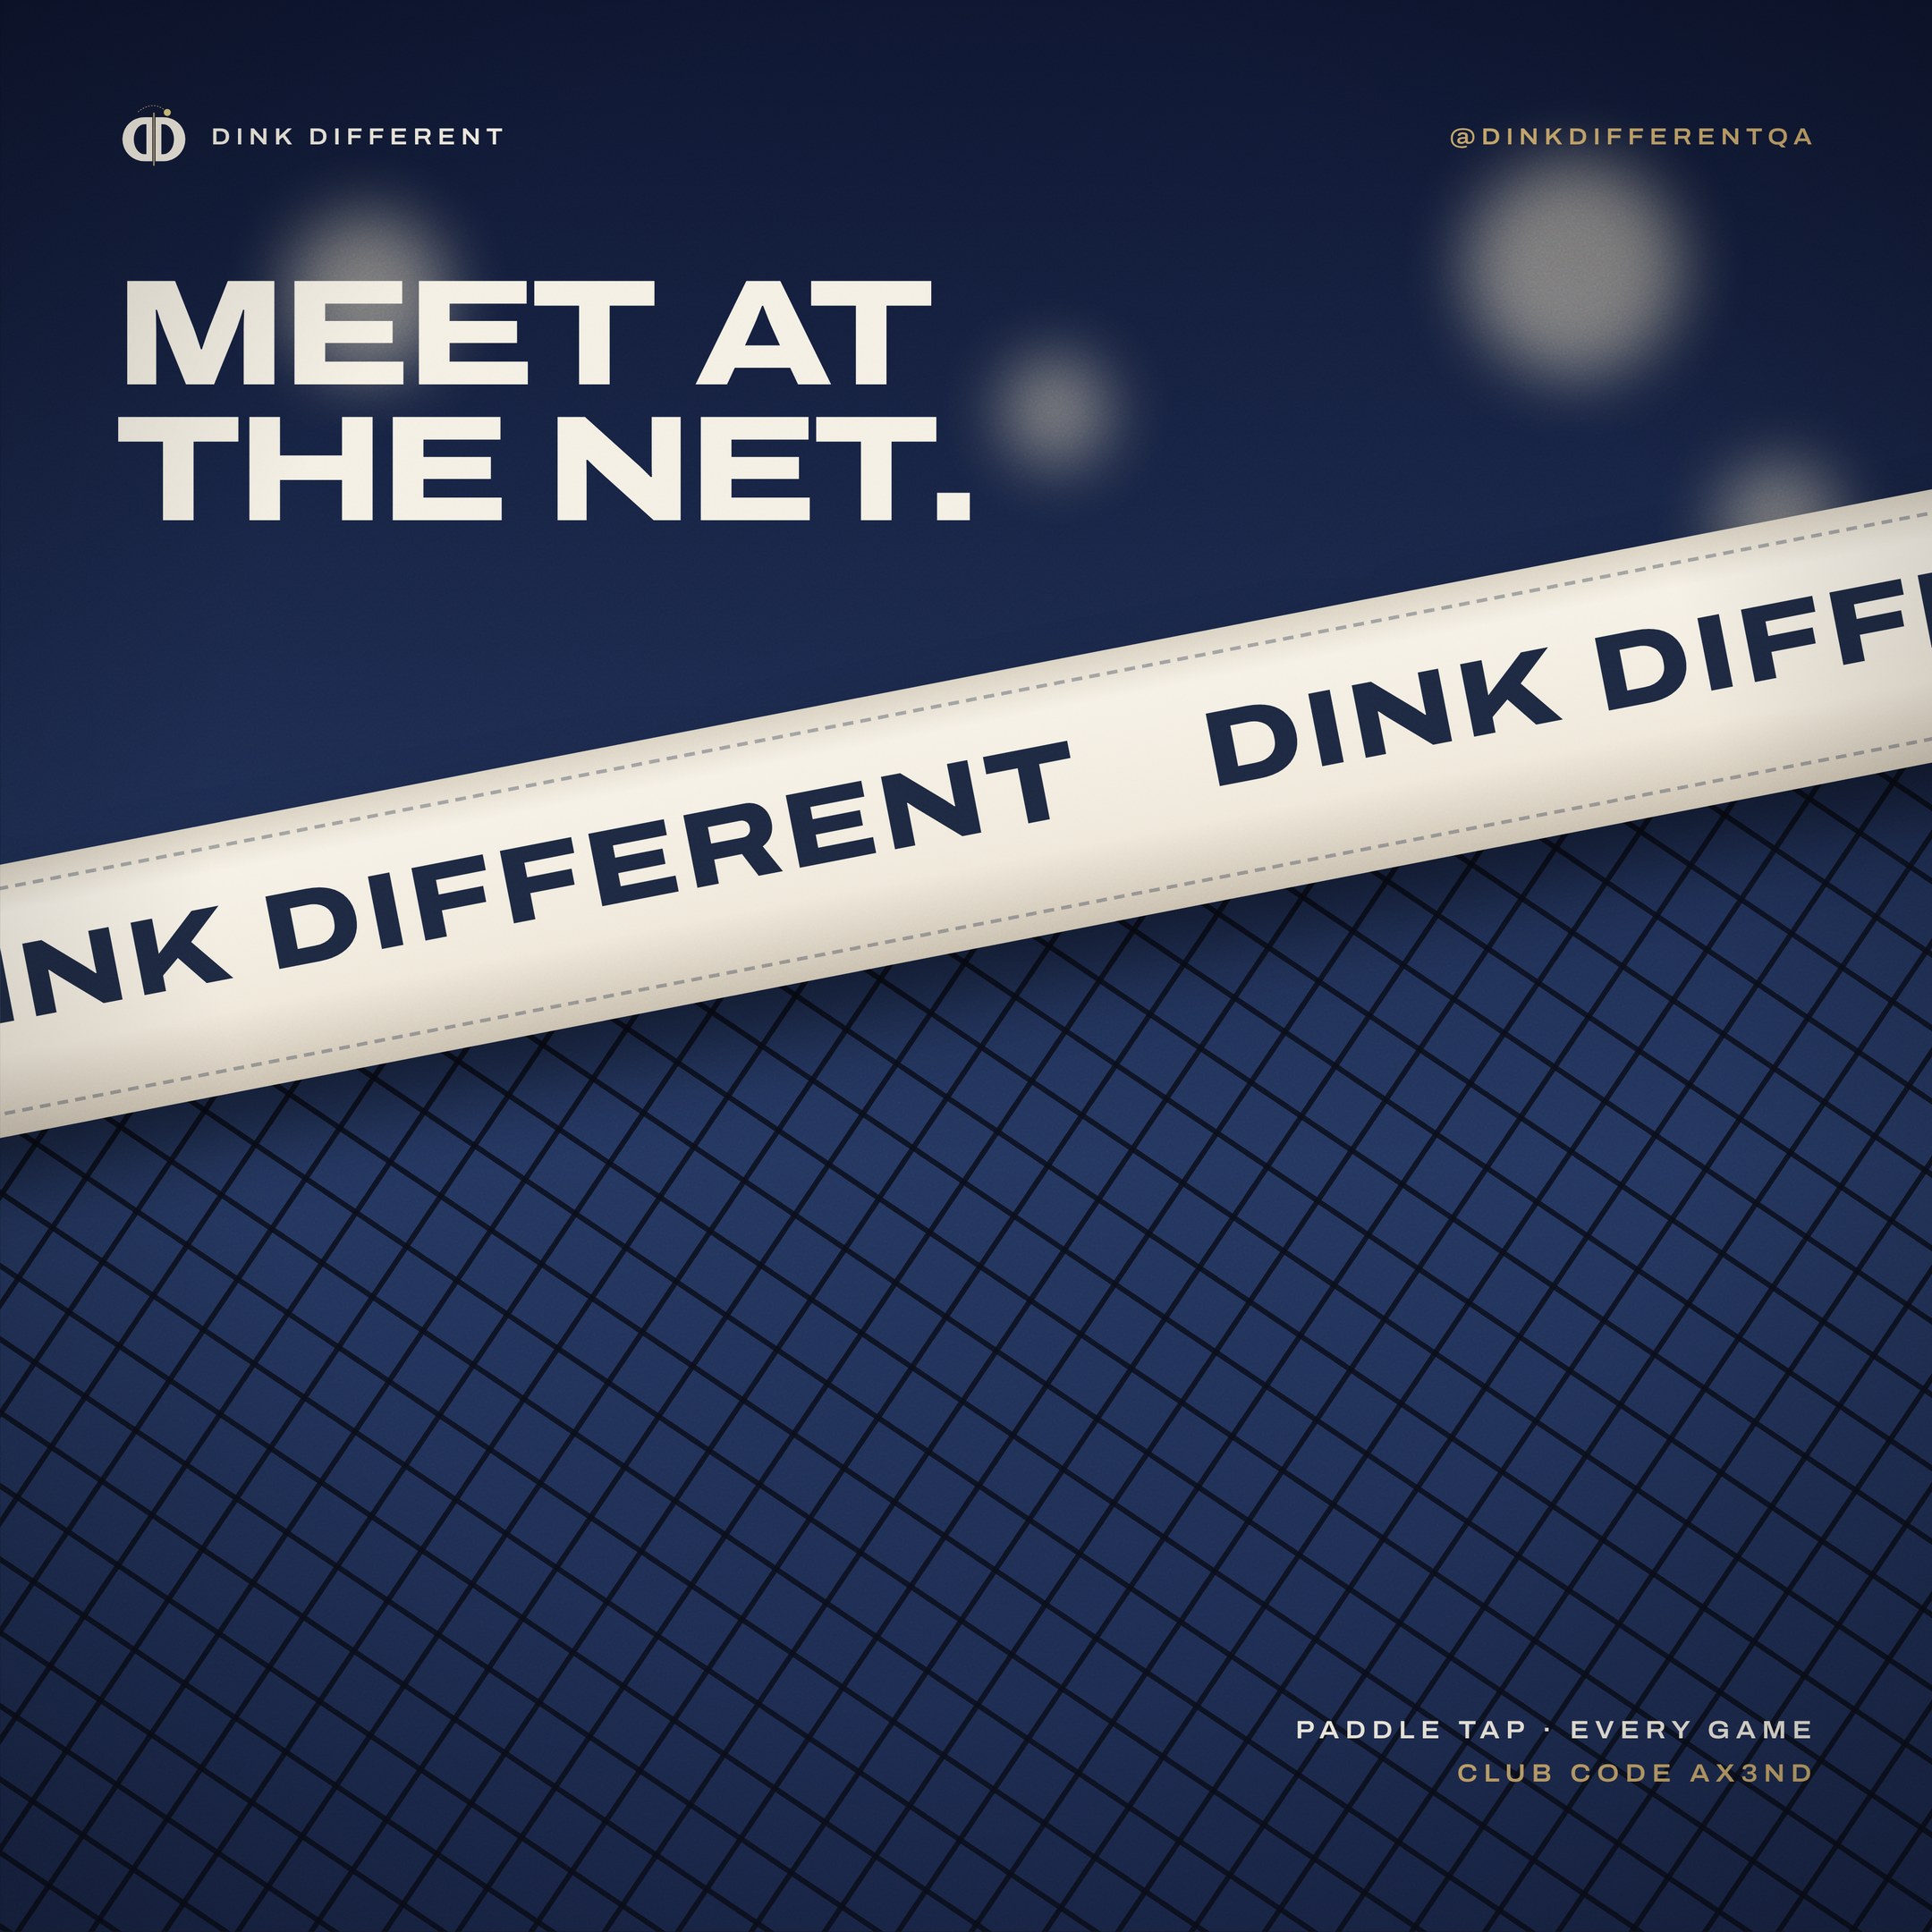 DINK DIFFERENT
@DINKDIFFERENTQA
MEET AT
THE NET.
INK DIFFERENT DINK DIFF
PADDLE TAP · EVERY GAME
CLUB CODE AX3ND